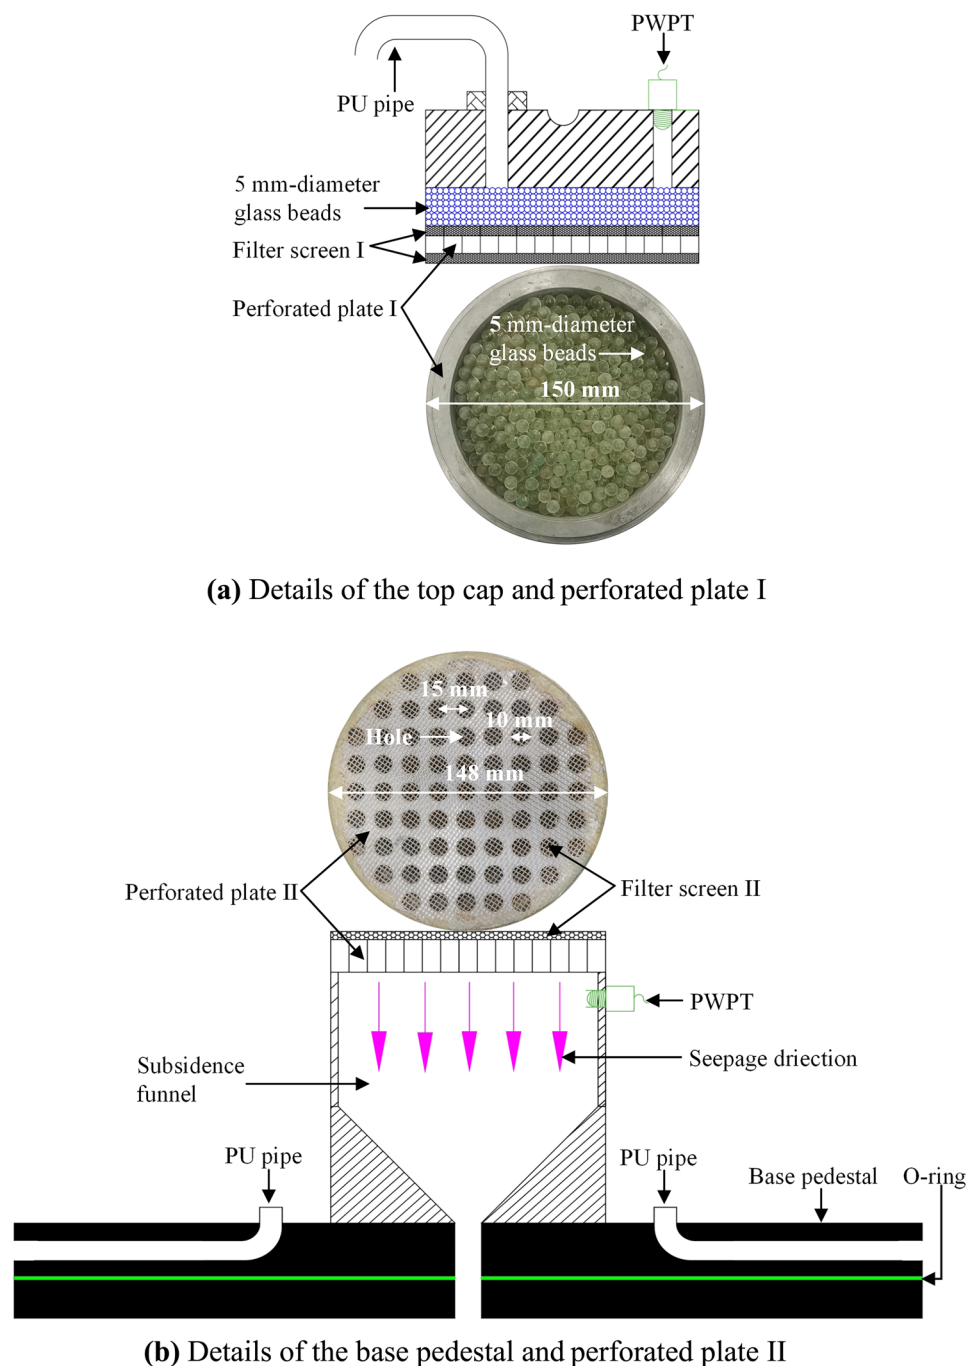 PWPT
PU pipe
5 mm-diameter
glass beads
Filter screen I
Perforated plate I
5 mm-diameter
glass beads
150 mm
(a) Details of the top cap and perforated plate I
15 mm
10 mm
Hole
148 mm
Perforated plate II
Filter screen II
PWPT
Subsidence
funnel
Seepage driection
PU pipe
PU pipe
Base pedestal
O-ring
(b) Details of the base pedestal and perforated plate II